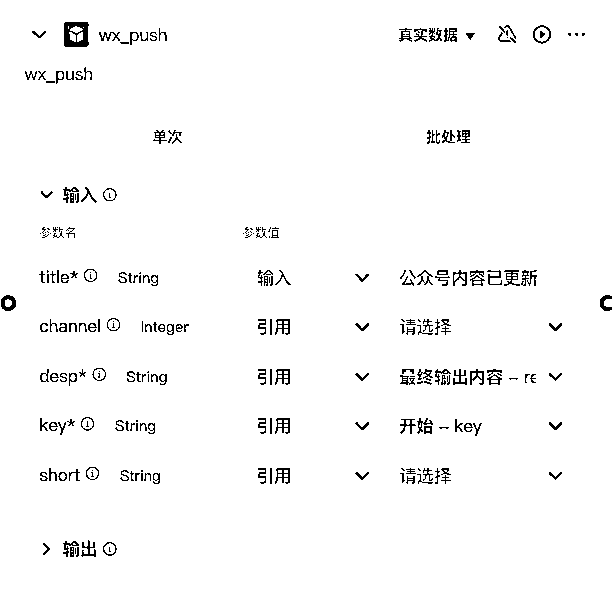 wx_push 真实数据
wx_push
单次 批处理
输入
参数名 参数值
title* String 输入 公众号内容已更新
channel Integer 引用 请选择
desp* String 引用 最终输出内容 – re
key* String 引用 开始 – key
short String 引用 请选择
输出